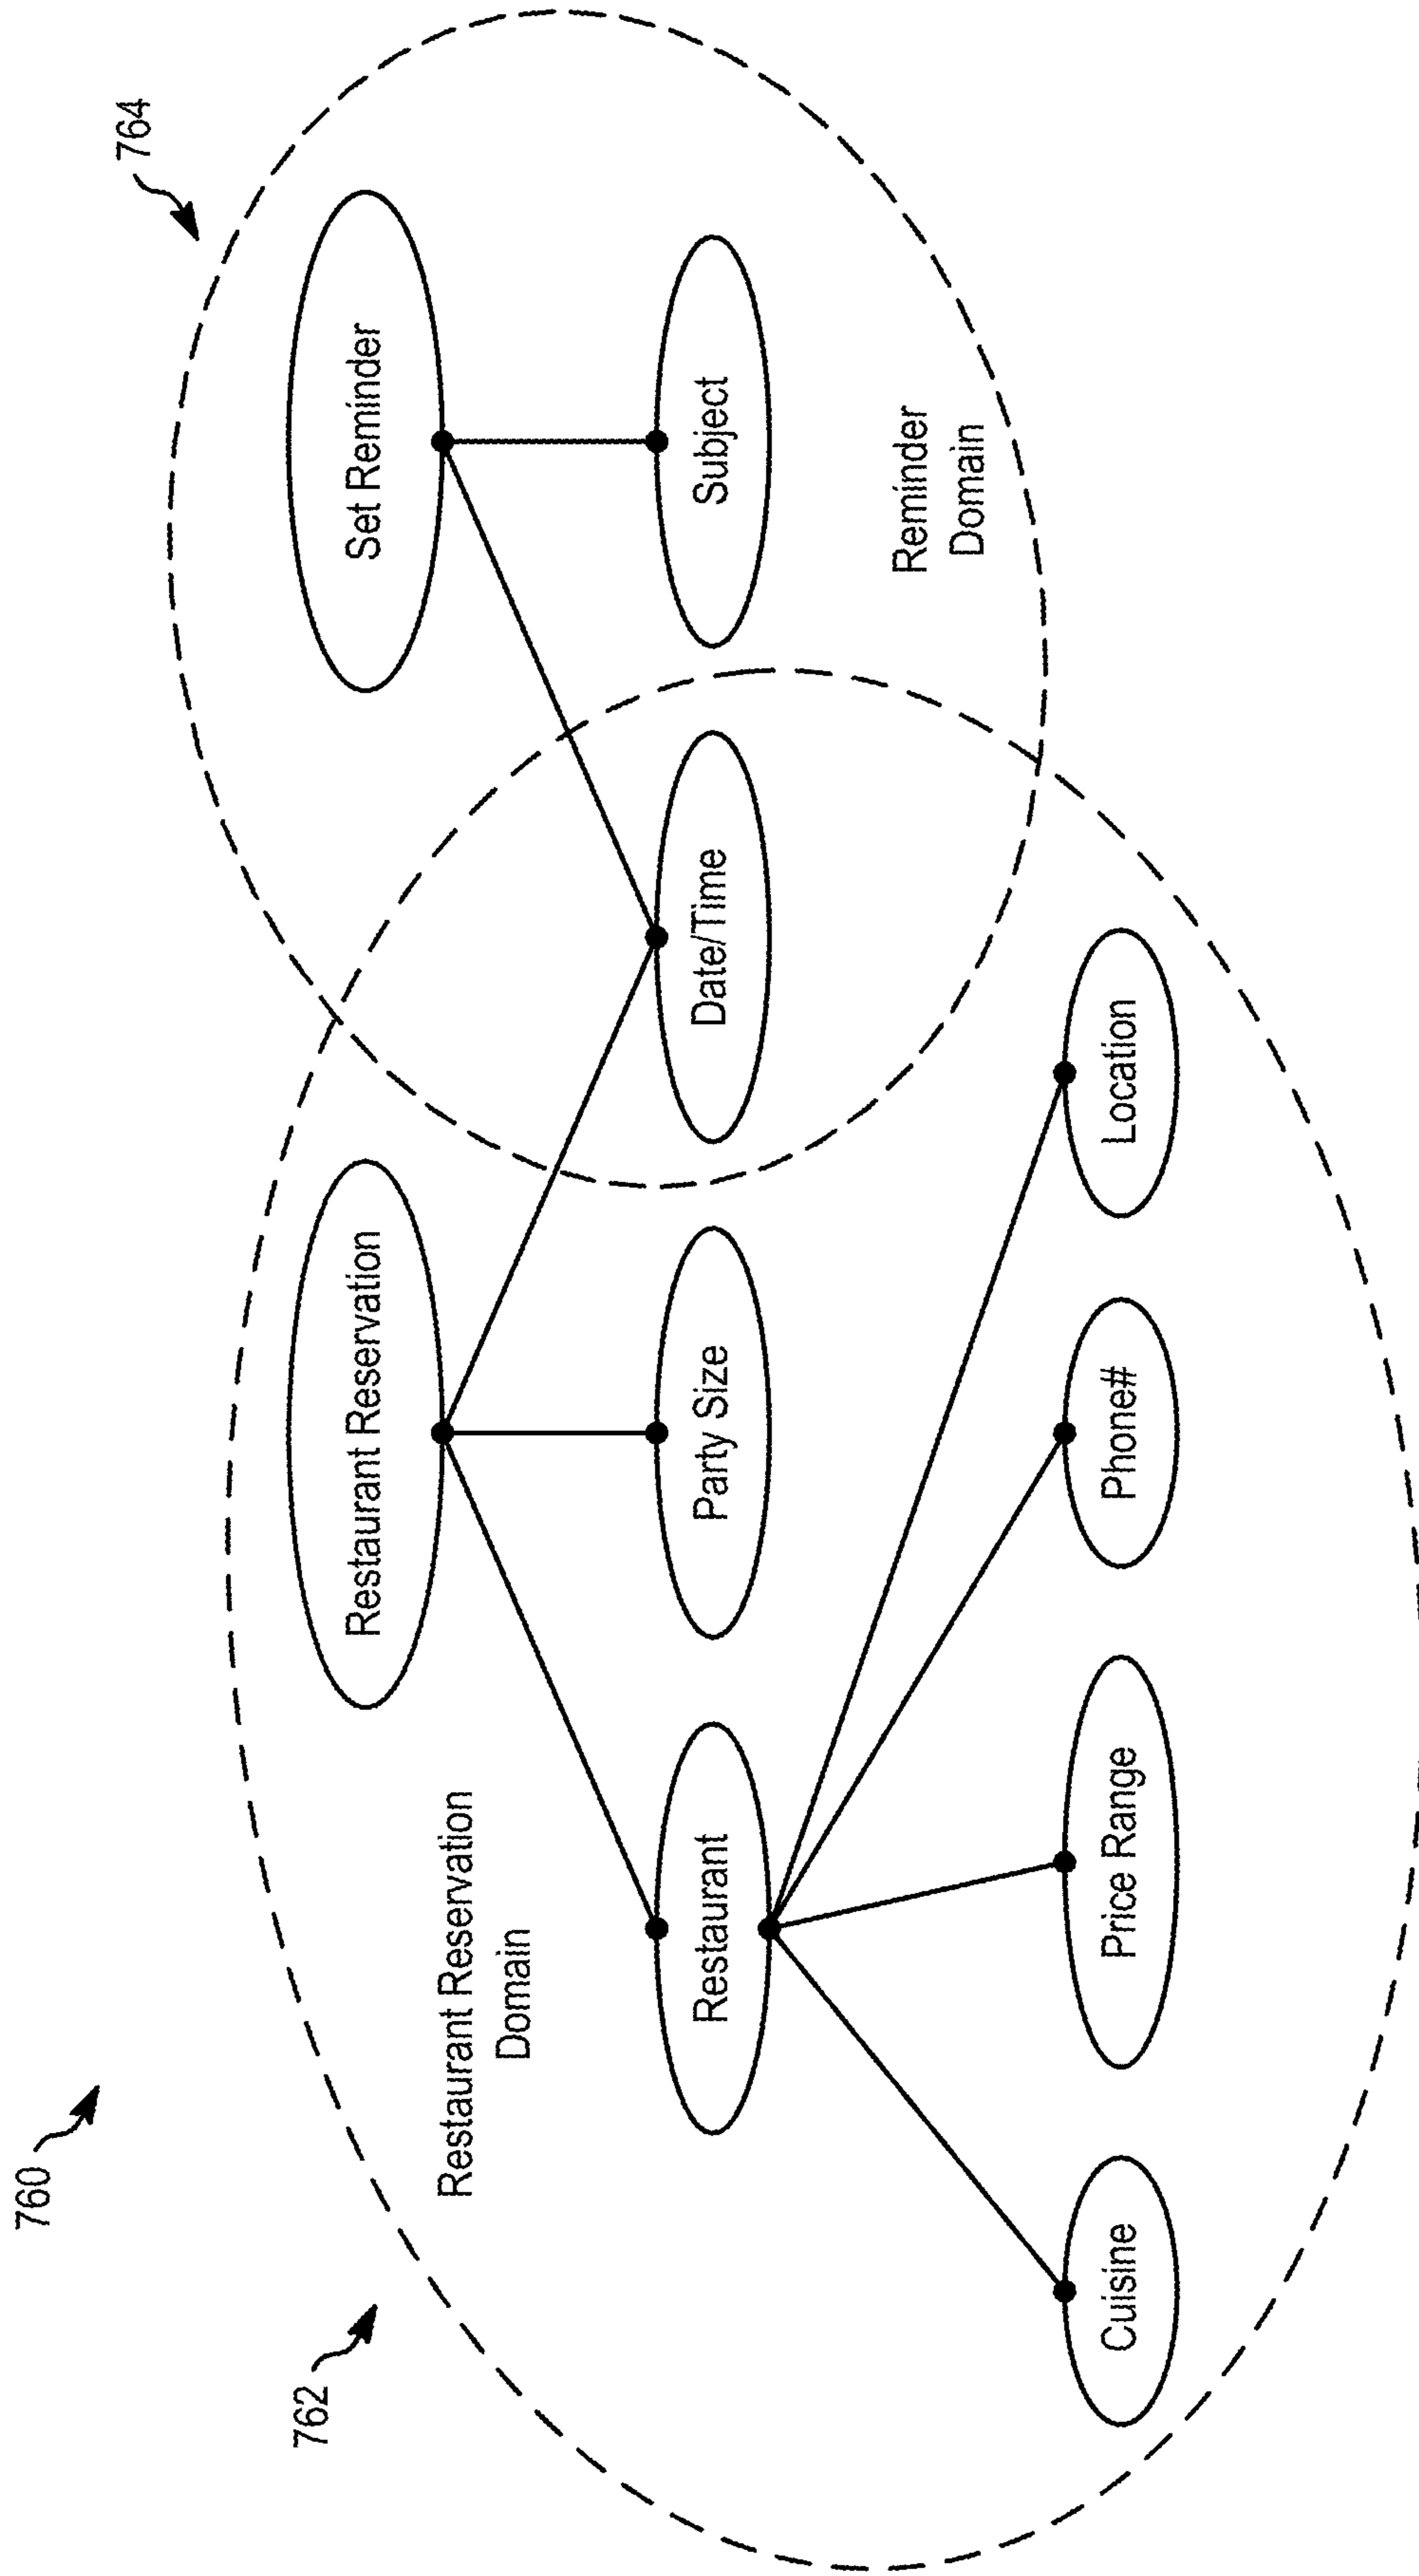 760
762
764
Restaurant Reservation
Set Reminder
Restaurant Reservation
Domain
Restaurant
Party Size
Date/Time
Subject
Reminder
Domain
Cuisine
Price Range
Phone#
Location